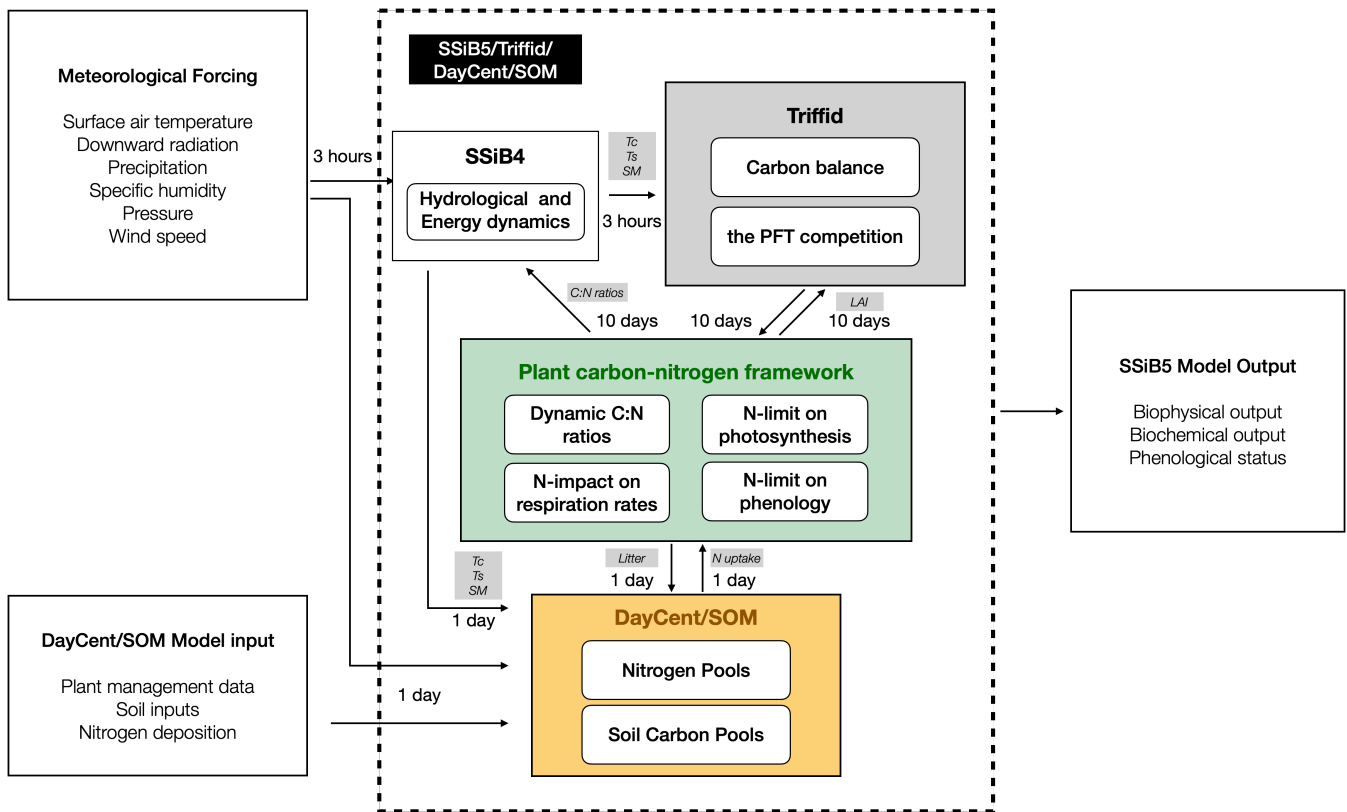 Meteorological Forcing
Surface air temperature
Downward radiation
Precipitation
Specific humidity
Pressure
Wind speed
3 hours
SSiB5/Triffid/
DayCent/SOM
SSiB4
Hydrological and
Energy dynamics
Tc
Ts
SM
3 hours
Triffid
Carbon balance
the PFT competition
C:N ratios
10 days
10 days
LAI
10 days
Plant carbon-nitrogen framework
Dynamic C:N
ratios
N-limit on
photosynthesis
N-impact on
respiration rates
N-limit on
phenology
Tc
Ts
SM
1 day
Litter
1 day
N uptake
1 day
DayCent/SOM
Nitrogen Pools
Soil Carbon Pools
DayCent/SOM Model input
Plant management data
Soil inputs
Nitrogen deposition
1 day
SSiB5 Model Output
Biophysical output
Biochemical output
Phenological status